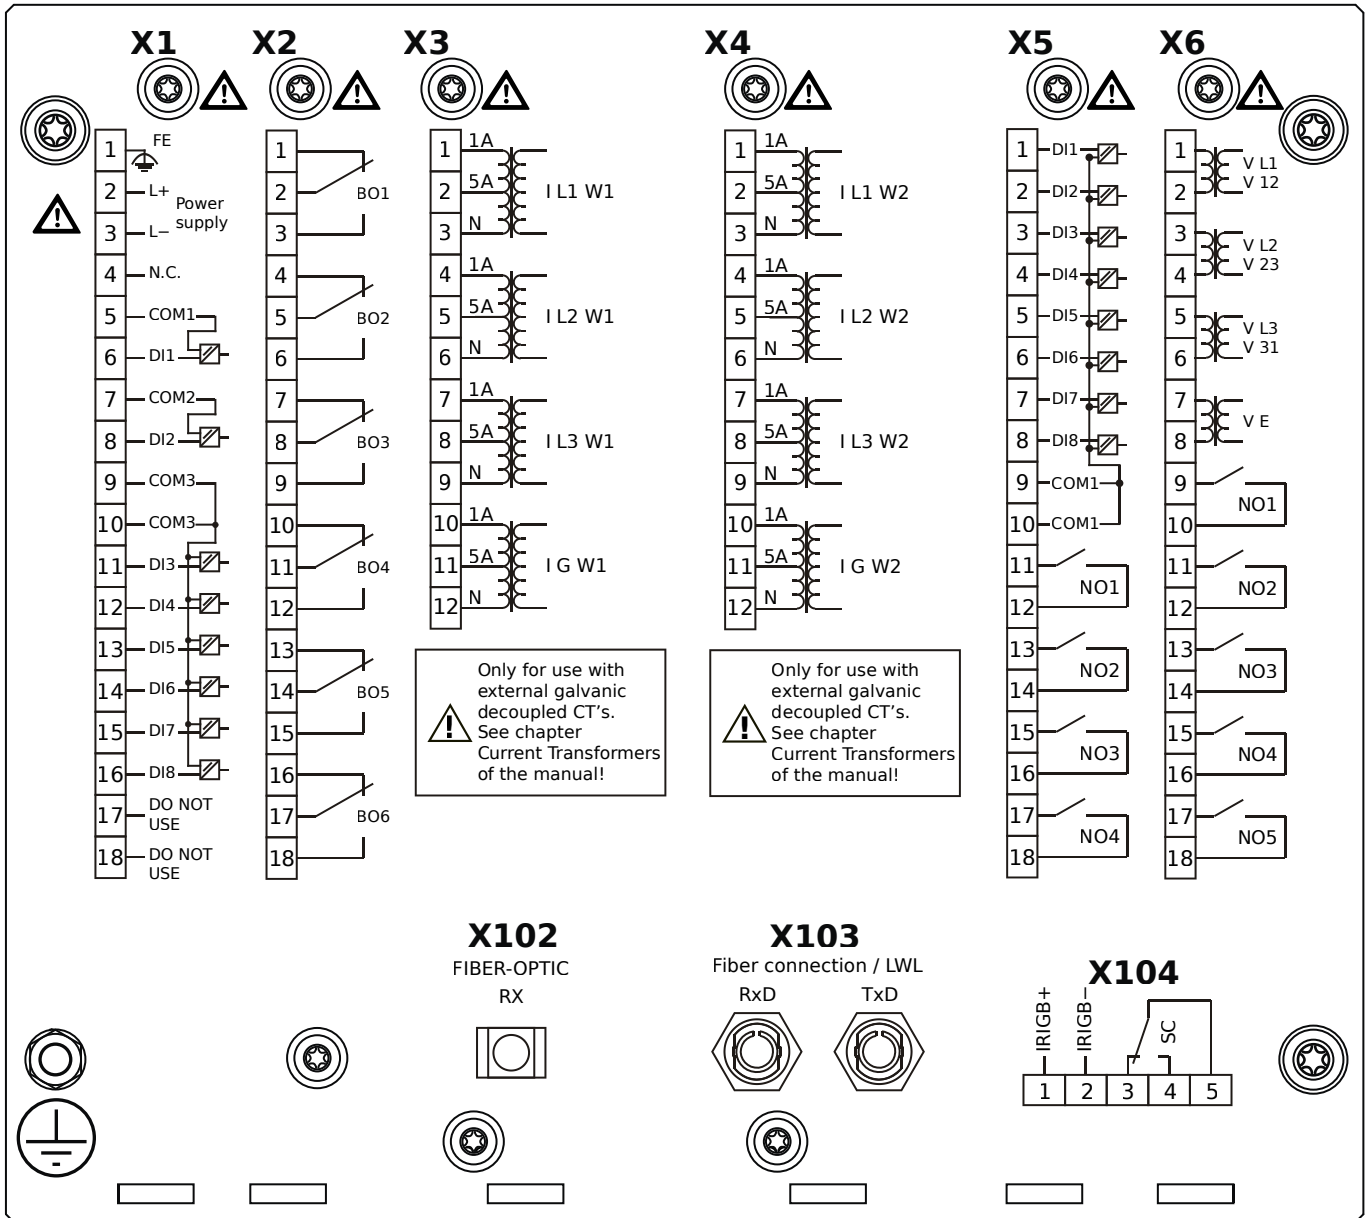 X1
X2
X3
X4
X5
X6
1 FE
2 L+
Power
supply
3 L−
4 N.C.
5 COM1
6 DI1
7 COM2
8 DI2
9 COM3
10 COM3
11 DI3
12 DI4
13 DI5
14 DI6
15 DI7
16 DI8
17 DO NOT
USE
18 DO NOT
USE
1
2 BO1
3
4
5 BO2
6
7
8 BO3
9
10
11 BO4
12
13
14 BO5
15
16
17 BO6
18
1 1A
2 5A I L1 W1
3 N
4 1A
5 5A I L2 W1
6 N
7 1A
8 5A I L3 W1
9 N
10 1A
11 5A I G W1
12 N
Only for use with
external galvanic
decoupled CT's.
See chapter
Current Transformers
of the manual!
1 1A
2 5A I L1 W2
3 N
4 1A
5 5A I L2 W2
6 N
7 1A
8 5A I L3 W2
9 N
10 1A
11 5A I G W2
12 N
Only for use with
external galvanic
decoupled CT's.
See chapter
Current Transformers
of the manual!
1 DI1
2 DI2
3 DI3
4 DI4
5 DI5
6 DI6
7 DI7
8 DI8
9 COM1
10 COM1
11
NO1
12
13
NO2
14
15
NO3
16
17
NO4
18
1 V L1
2 V 12
3 V L2
4 V 23
5 V L3
6 V 31
7
V E
8
9
NO1
10
11
NO2
12
13
NO3
14
15
NO4
16
17
NO5
18
X102
FIBER-OPTIC
RX
X103
Fiber connection / LWL
RxD TxD
X104
IRIGB+
IRIGB−
SC
1 2 3 4 5